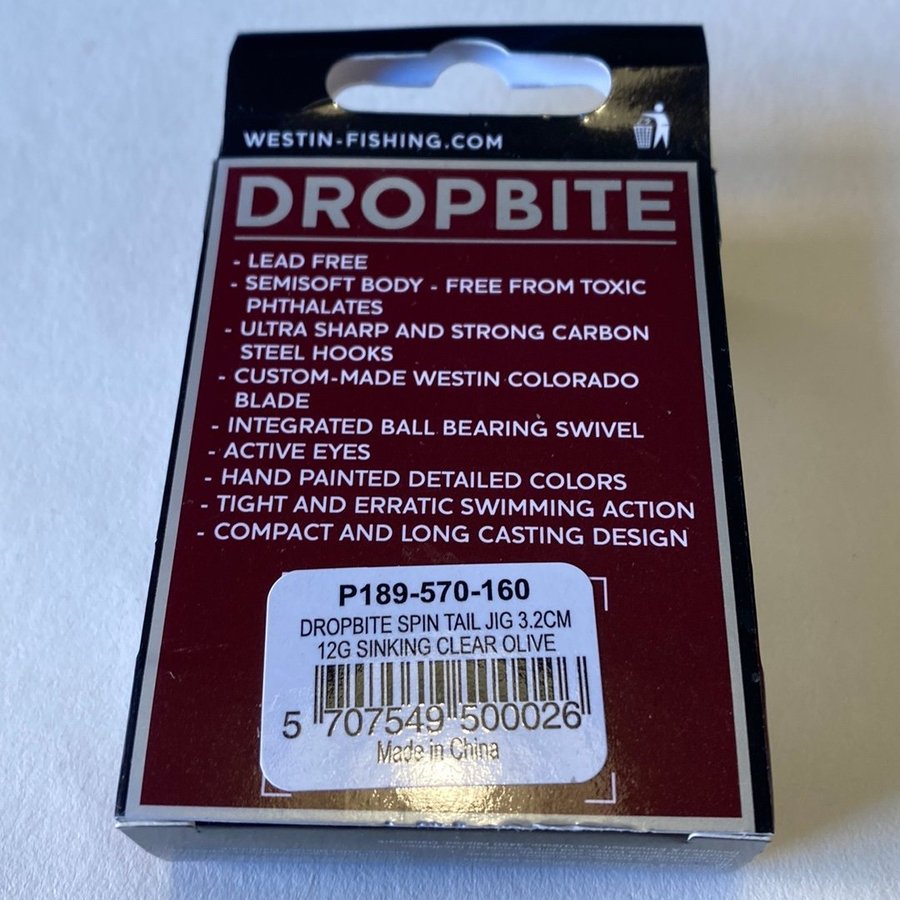 WESTIN-FISHING.COM
DROPBITE
- LEAD FREE
- SEMISOFT BODY - FREE FROM TOXIC
PHTHALATES
- ULTRA SHARP AND STRONG CARBON
STEEL HOOKS
- CUSTOM-MADE WESTIN COLORADO
BLADE
- INTEGRATED BALL BEARING SWIVEL
- ACTIVE EYES
- HAND PAINTED DETAILED COLORS
- TIGHT AND ERRATIC SWIMMING ACTION
- COMPACT AND LONG CASTING DESIGN
P189-570-160
DROPBITE SPIN TAIL JIG 3.2CM
12G SINKING CLEAR OLIVE
5 707549 500026
Made in China